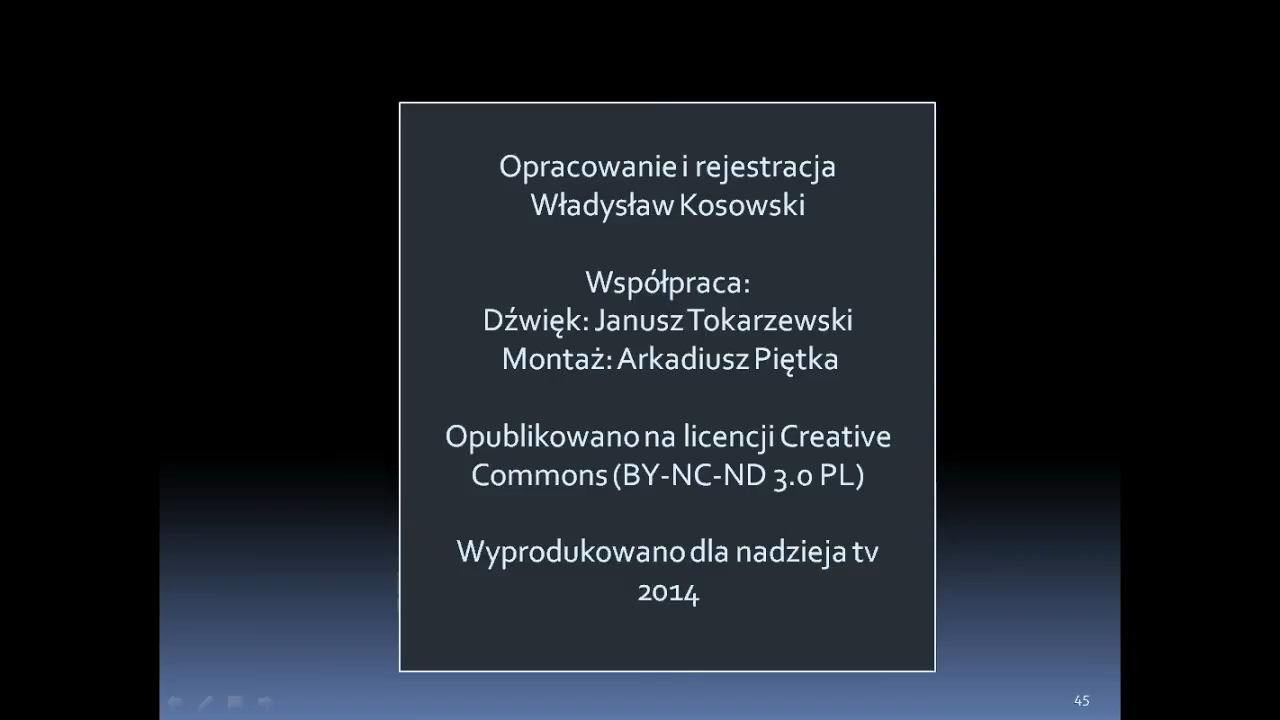 Opracowanie i rejestracja
Władysław Kosowski
Współpraca:
Dźwięk: Janusz Tokarzewski
Montaż: Arkadiusz Piętka
Opublikowano na licencji Creative
Commons (BY-NC-ND 3.0 PL)
Wyprodukowano dla nadzieja tv
2014
45